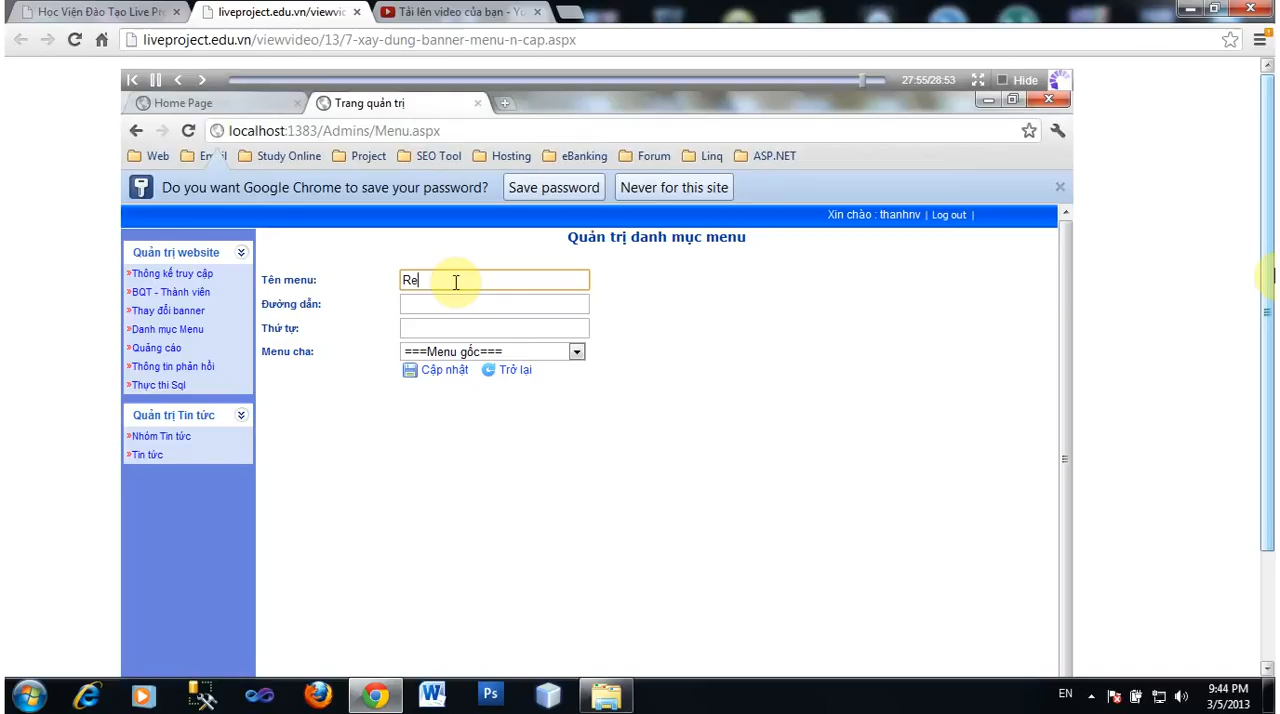 Học Viện Đào Tạo Live Pr
liveproject.edu.vn/viewvic
Tải lên video của bạn - Yo
liveproject.edu.vn/viewvideo/13/7-xay-dung-banner-menu-n-cap.aspx
27:55/28:53
Hide
Home Page
Trang quản trị
localhost:1383/Admins/Menu.aspx
Web
Email
Study Online
Project
SEO Tool
Hosting
eBanking
Forum
Linq
ASP.NET
Do you want Google Chrome to save your password?
Save password
Never for this site
Xin chào : thanhnv | Log out |
Quản trị website
»Thống kê truy cập
»BQT - Thành viên
»Thay đổi banner
»Danh mục Menu
»Quảng cáo
»Thông tin phản hồi
»Thực thi Sql
Quản trị Tin tức
»Nhóm Tin tức
»Tin tức
Quản trị danh mục menu
Tên menu:
Re
Đường dẫn:
Thứ tự:
Menu cha:
===Menu gốc===
Cập nhật
Trở lại
W
Ps
EN
9:44 PM
3/5/2013